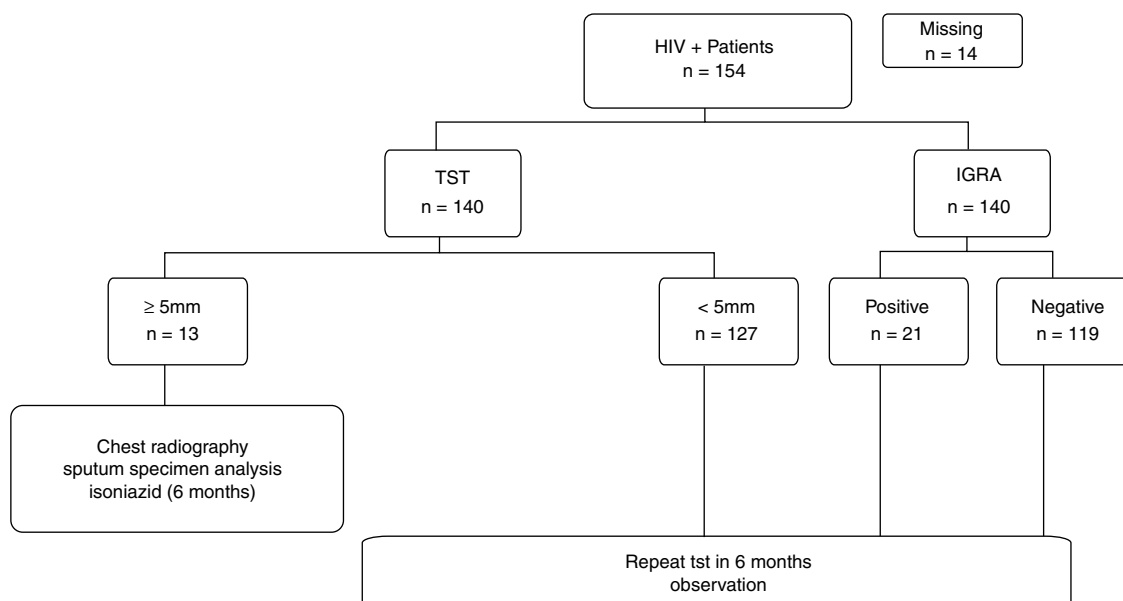 HIV + Patients
n = 154
Missing
n = 14
TST
n = 140
IGRA
n = 140
≥ 5mm
n = 13
< 5mm
n = 127
Positive
n = 21
Negative
n = 119
Chest radiography
sputum specimen analysis
isoniazid (6 months)
Repeat tst in 6 months
observation